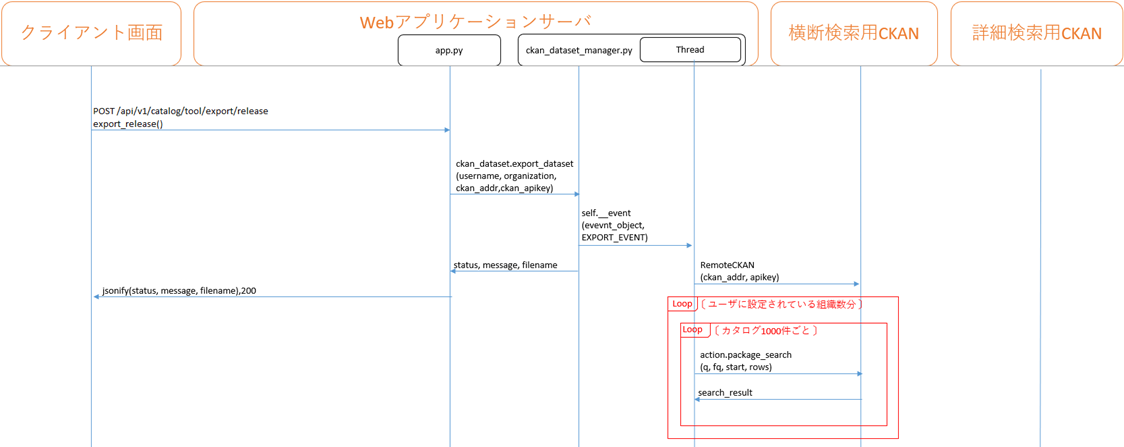 クライアント画面
Webアプリケーションサーバ
app.py
ckan_dataset_manager.py
Thread
横断検索用CKAN
詳細検索用CKAN
POST /api/v1/catalog/tool/export/release
export_release()
ckan_dataset.export_dataset
(username, organization,
ckan_addr,ckan_apikey)
self.__event
(evevnt_object,
EXPORT_EVENT)
status, message, filename
RemoteCKAN
(ckan_addr, apikey)
jsonify(status, message, filename),200
Loop 〔 ユーザに設定されている組織数分 〕
Loop 〔 カタログ1000件ごと 〕
action.package_search
(q, fq, start, rows)
search_result